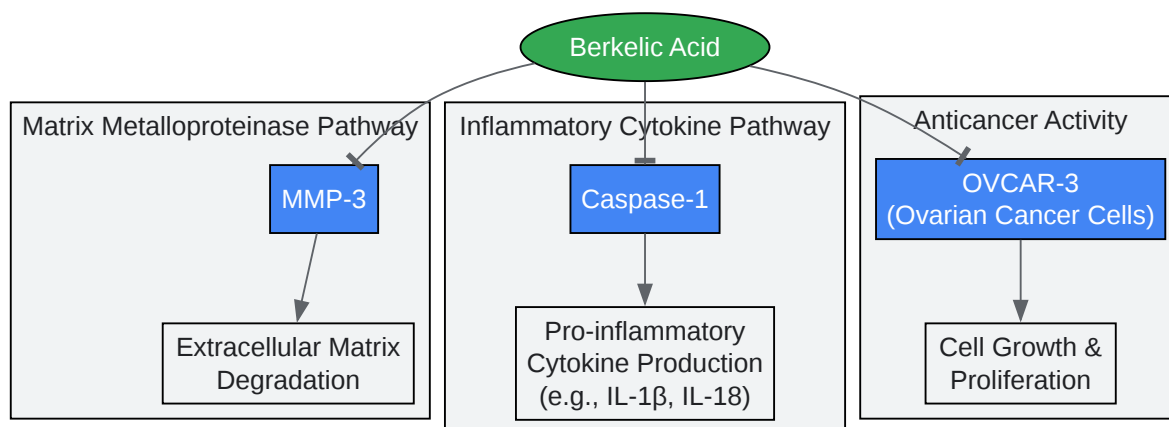 Berkelic Acid
Matrix Metalloproteinase Pathway
MMP-3
Extracellular Matrix
Degradation
Inflammatory Cytokine Pathway
Caspase-1
Pro-inflammatory
Cytokine Production
(e.g., IL-1β, IL-18)
Anticancer Activity
OVCAR-3
(Ovarian Cancer Cells)
Cell Growth &
Proliferation